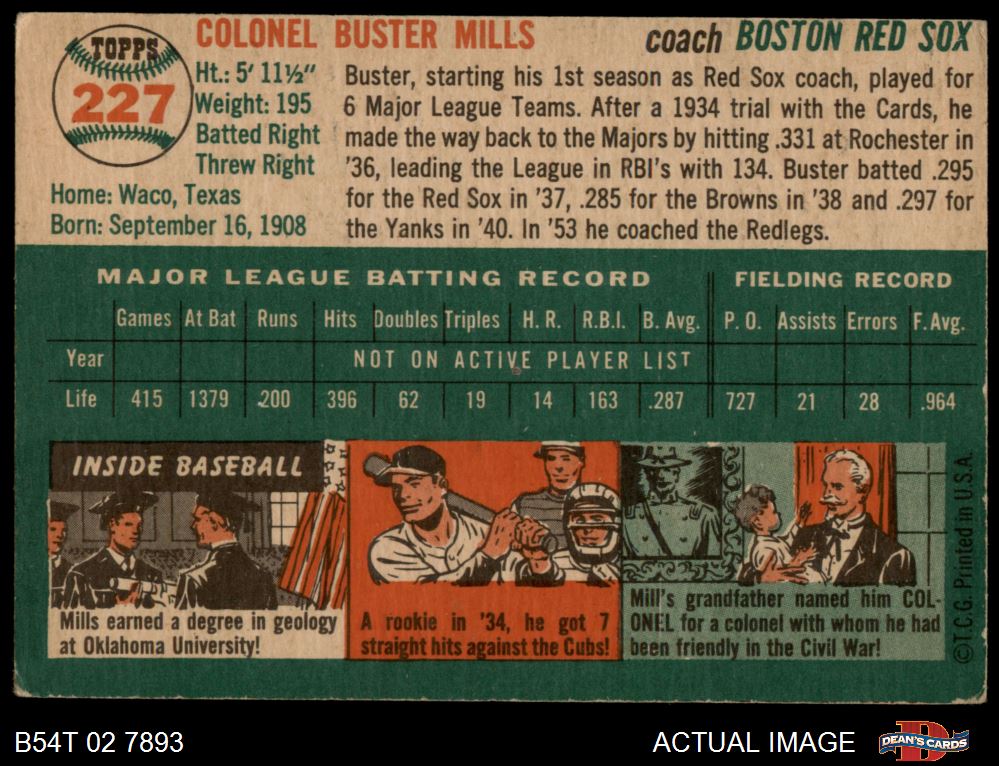 TOPPS
227
COLONEL BUSTER MILLS
coach BOSTON RED SOX
Ht.: 5' 11½"
Weight: 195
Batted Right
Threw Right
Home: Waco, Texas
Born: September 16, 1908
Buster, starting his 1st season as Red Sox coach, played for
6 Major League Teams. After a 1934 trial with the Cards, he
made the way back to the Majors by hitting .331 at Rochester in
'36, leading the League in RBI's with 134. Buster batted .295
for the Red Sox in '37, .285 for the Browns in '38 and .297 for
the Yanks in '40. In '53 he coached the Redlegs.
MAJOR LEAGUE BATTING RECORD FIELDING RECORD
Games At Bat Runs Hits Doubles Triples H. R. R.B.I. B. Avg. P. O. Assists Errors F. Avg.
Year NOT ON ACTIVE PLAYER LIST
Life 415 1379 200 396 62 19 14 163 .287 727 21 28 .964
INSIDE BASEBALL
Mills earned a degree in geology
at Oklahoma University!
A rookie in '34, he got 7
straight hits against the Cubs!
Mill's grandfather named him COL-
ONEL for a colonel with whom he had
been friendly in the Civil War!
©T.C.G. Printed in U.S.A.
B54T 02 7893
ACTUAL IMAGE
D
DEAN'S CARDS